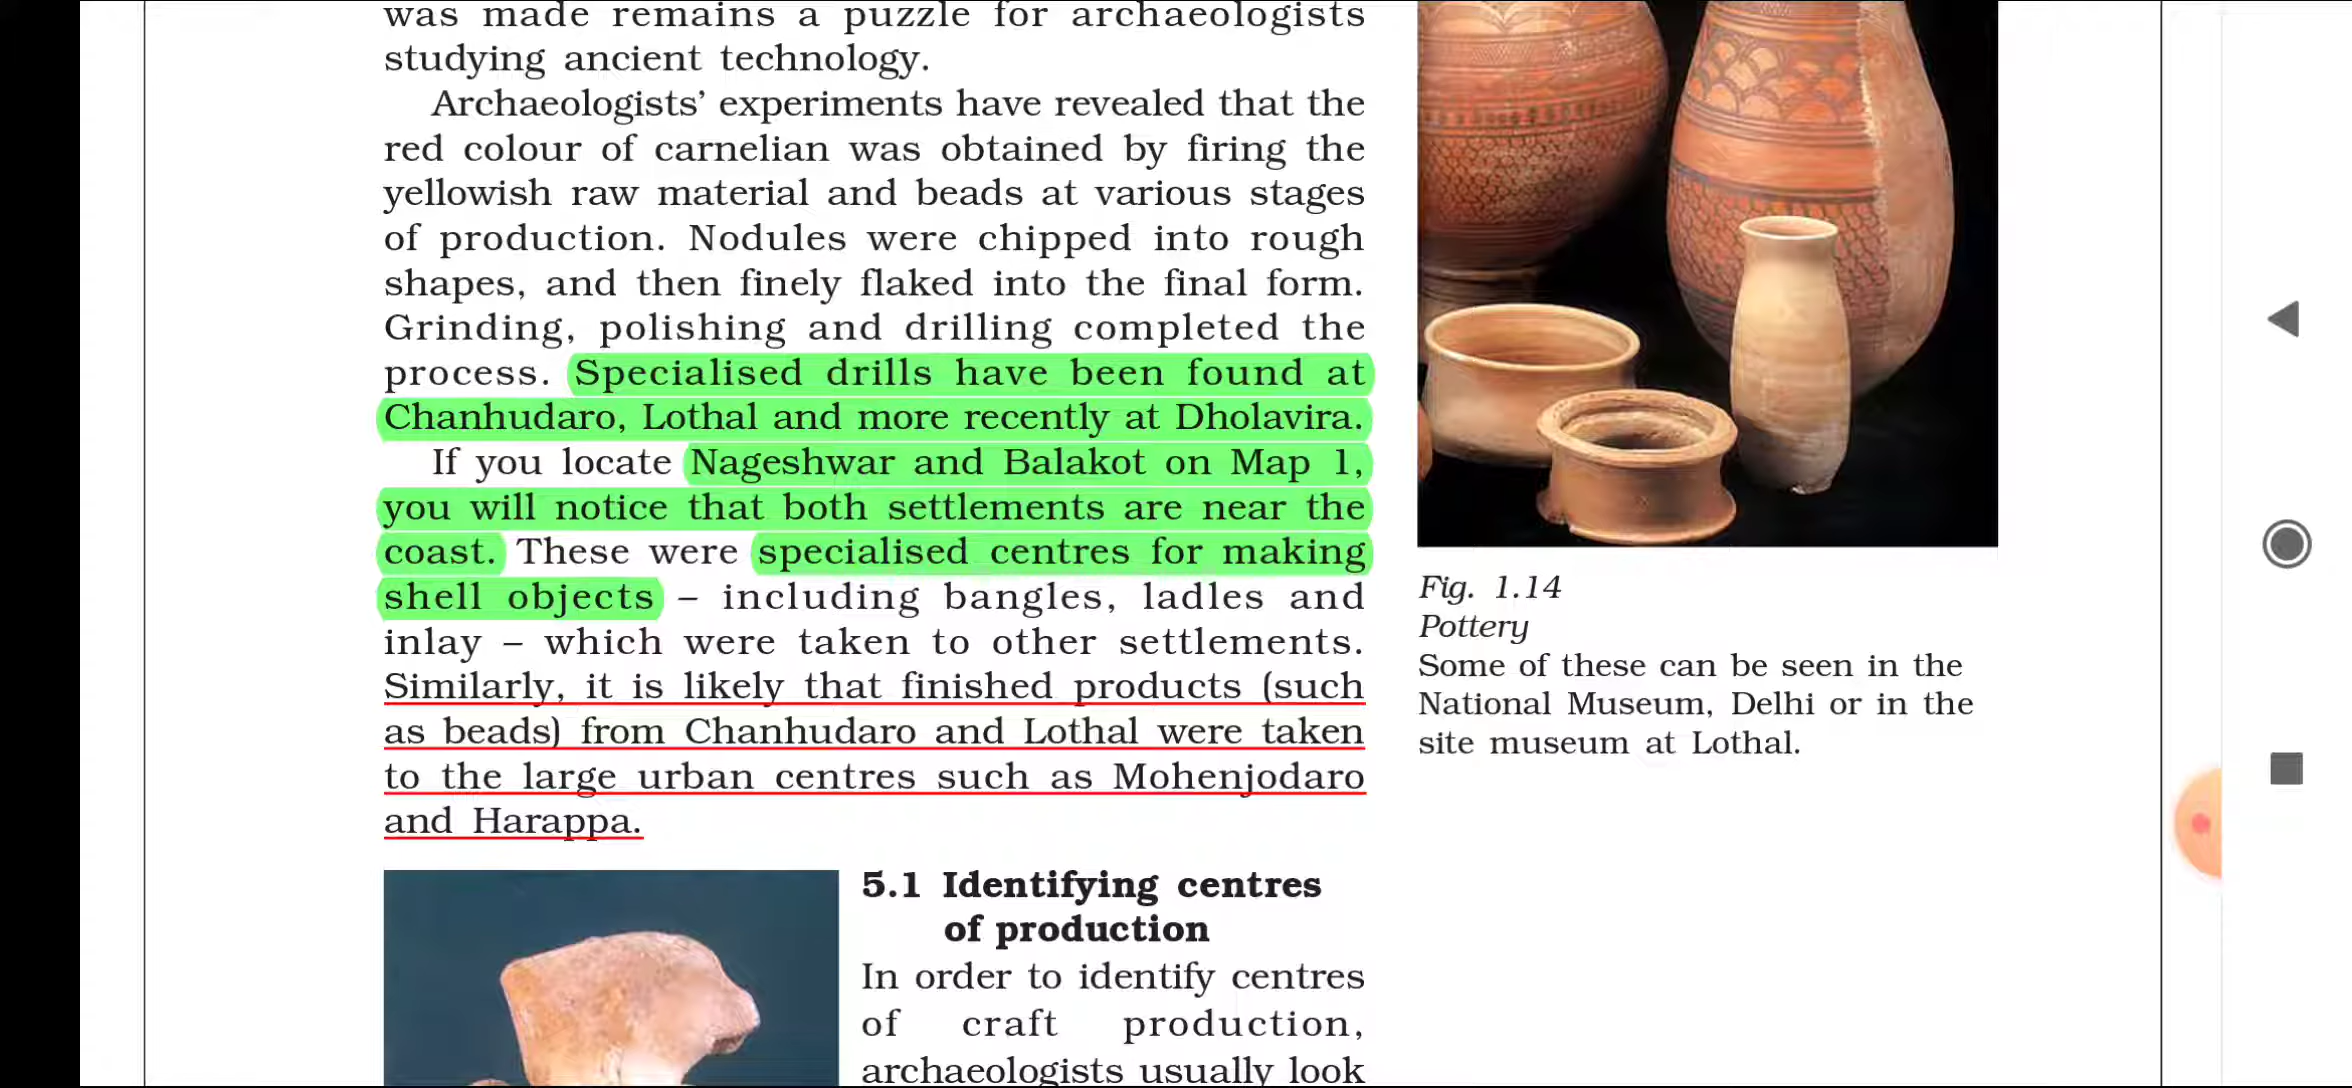 was made remains a puzzle for archaeologists
studying ancient technology.
Archaeologists’ experiments have revealed that the
red colour of carnelian was obtained by firing the
yellowish raw material and beads at various stages
of production. Nodules were chipped into rough
shapes, and then finely flaked into the final form.
Grinding, polishing and drilling completed the
process. Specialised drills have been found at
Chanhudaro, Lothal and more recently at Dholavira.
If you locate Nageshwar and Balakot on Map 1,
you will notice that both settlements are near the
coast. These were specialised centres for making
shell objects – including bangles, ladles and
inlay – which were taken to other settlements.
Similarly, it is likely that finished products (such
as beads) from Chanhudaro and Lothal were taken
to the large urban centres such as Mohenjodaro
and Harappa.
5.1 Identifying centres
of production
In order to identify centres
of craft production,
archaeologists usually look
Fig. 1.14
Pottery
Some of these can be seen in the
National Museum, Delhi or in the
site museum at Lothal.